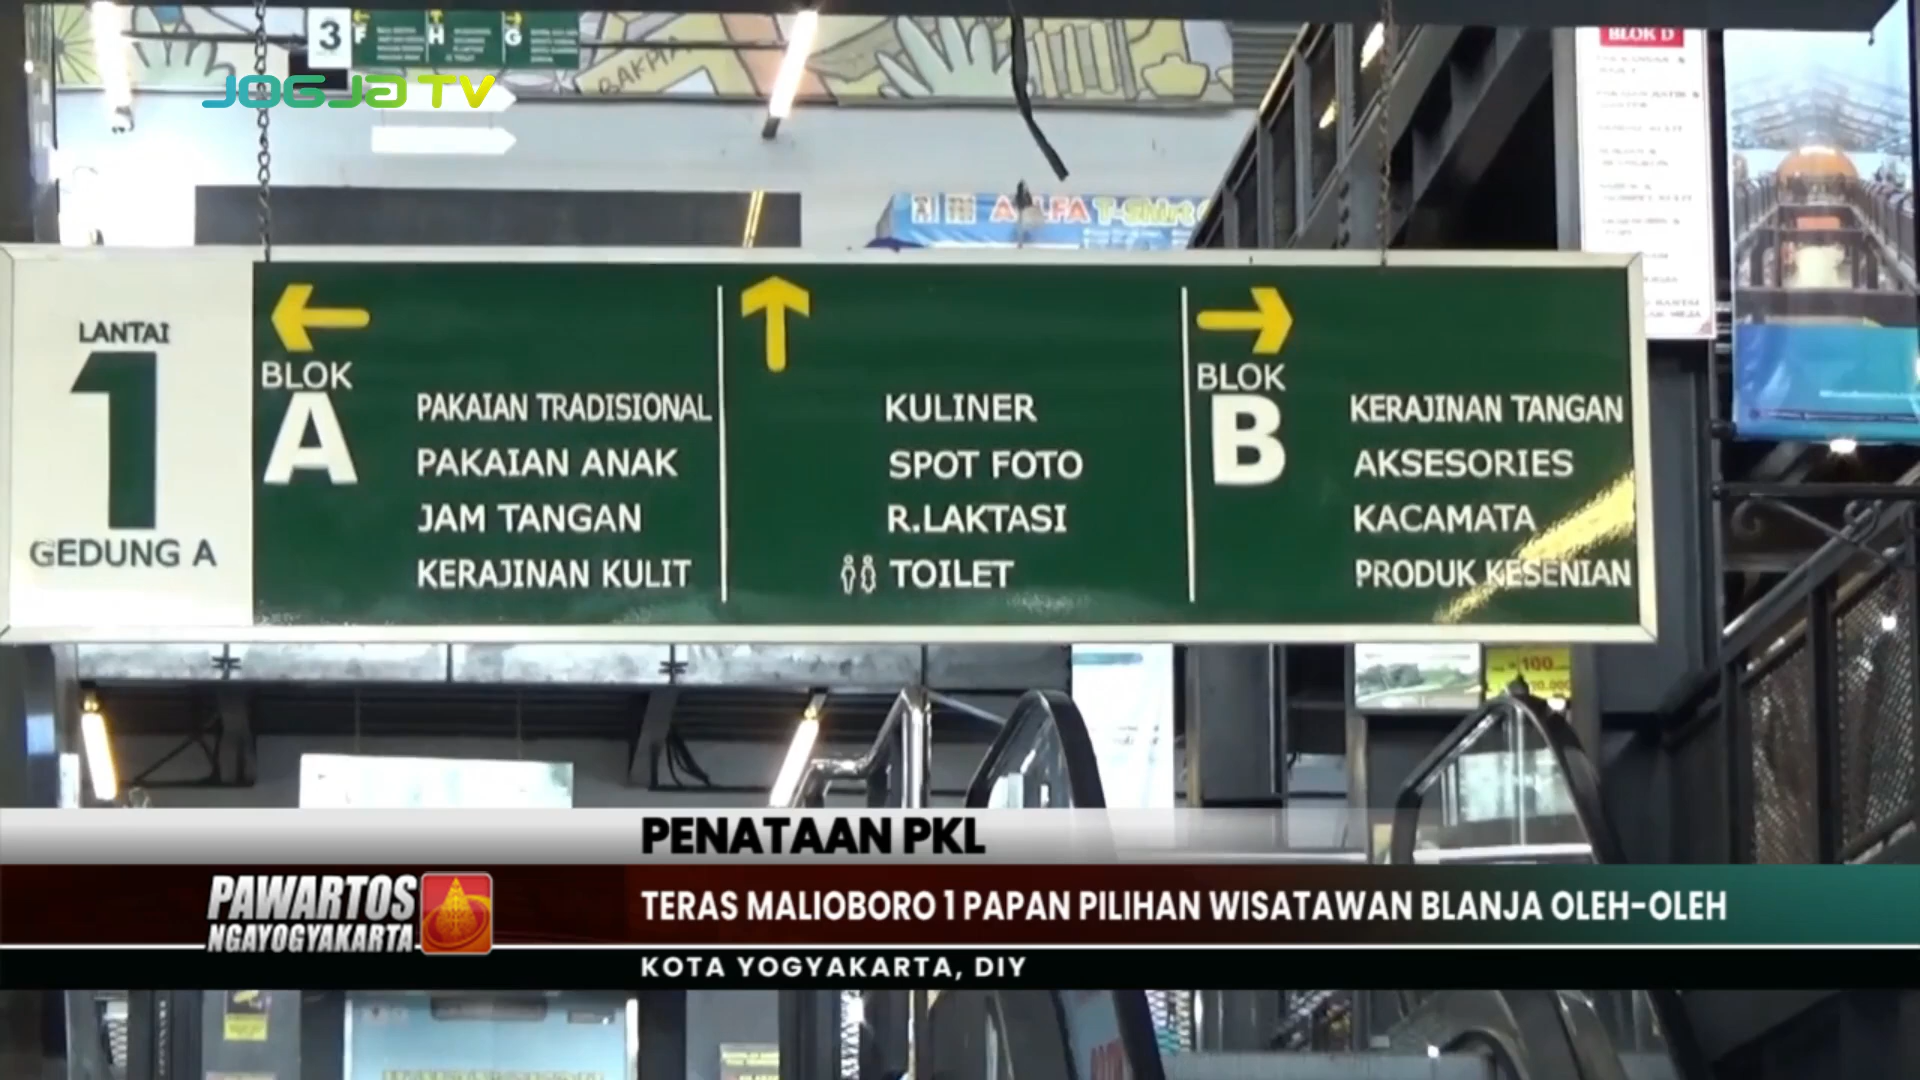 3
F
H
G
JOGJA TV
BAKPIA
BLOK D
ALFA T-Shirt
LANTAI
1
GEDUNG A
BLOK
A
PAKAIAN TRADISIONAL
PAKAIAN ANAK
JAM TANGAN
KERAJINAN KULIT
KULINER
SPOT FOTO
R.LAKTASI
TOILET
BLOK
B
KERAJINAN TANGAN
AKSESORIES
KACAMATA
PRODUK KESENIAN
100
PENATAAN PKL
PAWARTOS
NGAYOGYAKARTA
TERAS MALIOBORO 1 PAPAN PILIHAN WISATAWAN BLANJA OLEH-OLEH
KOTA YOGYAKARTA, DIY